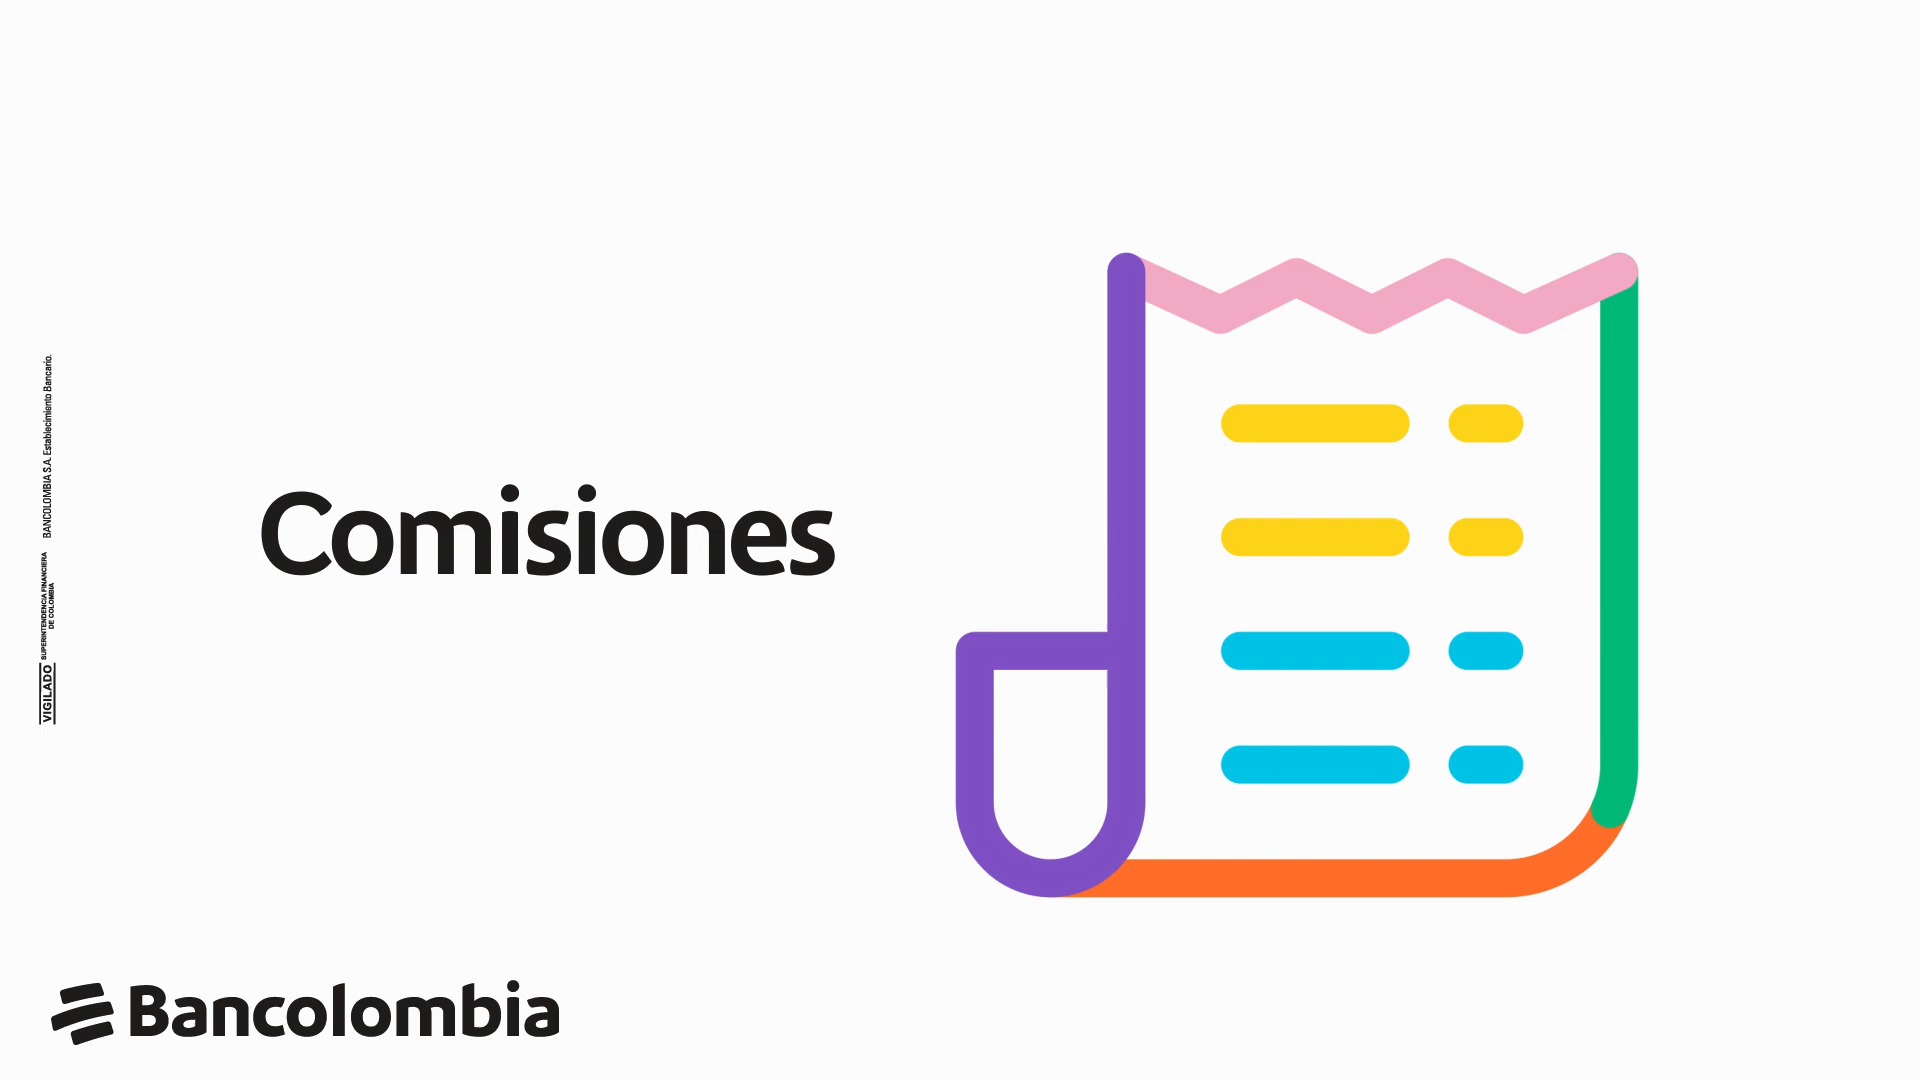 Comisiones
VIGILADO
SUPERINTENDENCIA FINANCIERA
DE COLOMBIA
BANCOLOMBIA S.A. Establecimiento Bancario.
Bancolombia